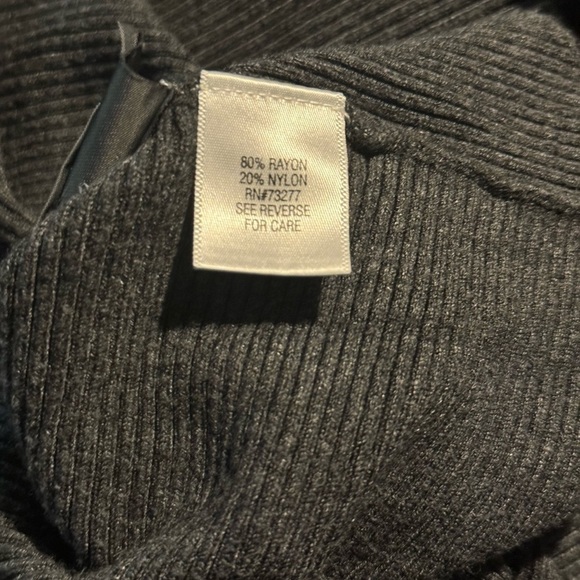 80% RAYON
20% NYLON
RN#73277
SEE REVERSE
FOR CARE